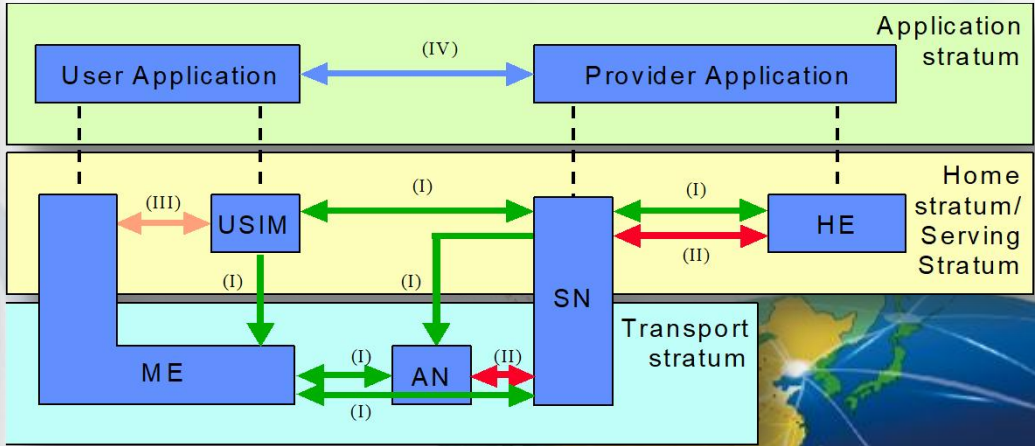 Application
stratum
(IV)
User Application
Provider Application
Home
stratum/
Serving
Stratum
(I)
(I)
(III)
USIM
HE
(II)
(I)
(I)
SN
Transport
stratum
(I)
(II)
ME
AN
(I)